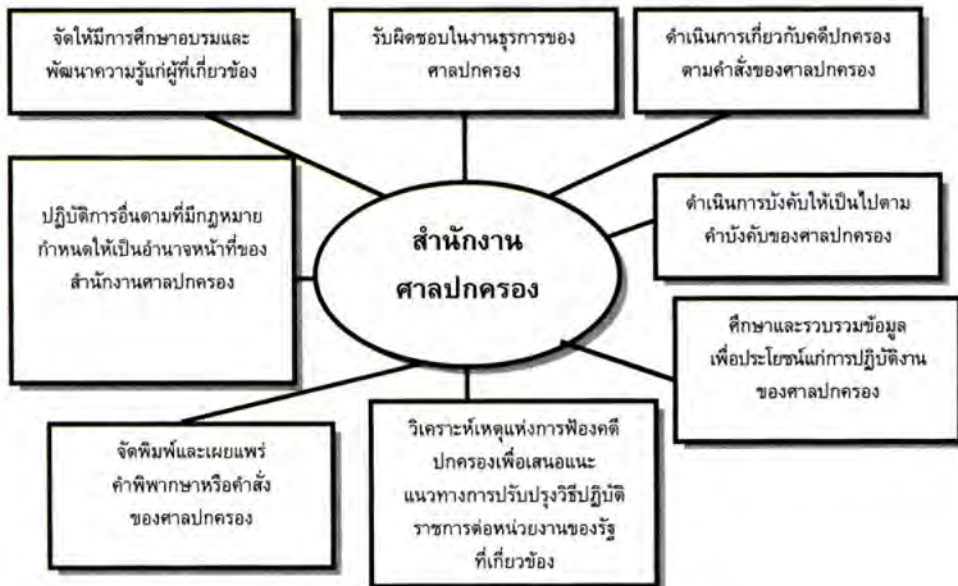 จัดให้มีการศึกษาอบรมและ
พัฒนาความรู้แก่ผู้ที่เกี่ยวข้อง
รับผิดชอบในงานธุรการของ
ศาลปกครอง
ดำเนินการเกี่ยวกับคดีปกครอง
ตามคำสั่งของศาลปกครอง
ปฏิบัติการอื่นตามที่มีกฎหมาย
กำหนดให้เป็นอำนาจหน้าที่ของ
สำนักงานศาลปกครอง
สำนักงาน
ศาลปกครอง
ดำเนินการบังคับให้เป็นไปตาม
คำบังคับของศาลปกครอง
ศึกษาและรวบรวมข้อมูล
เพื่อประโยชน์แก่การปฏิบัติงาน
ของศาลปกครอง
จัดพิมพ์และเผยแพร่
คำพิพากษาหรือคำสั่ง
ของศาลปกครอง
วิเคราะห์เหตุแห่งการฟ้องคดี
ปกครองเพื่อเสนอแนะ
แนวทางการปรับปรุงวิธีปฏิบัติ
ราชการต่อหน่วยงานของรัฐ
ที่เกี่ยวข้อง